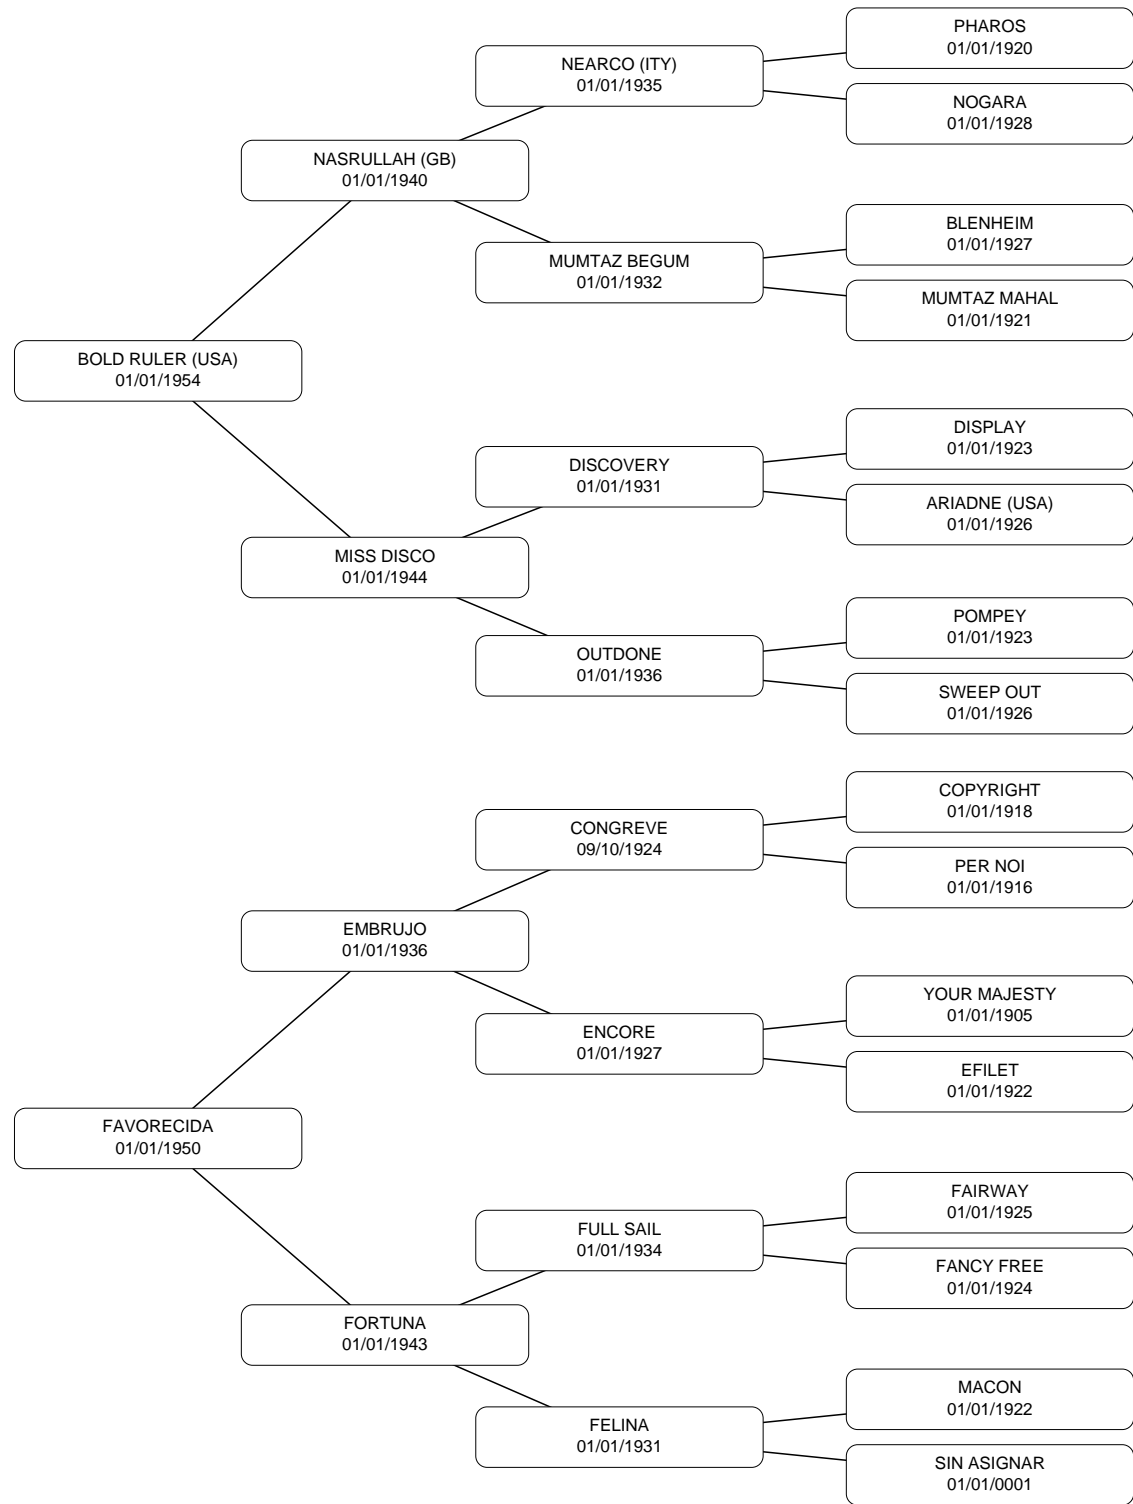 PHAROS
01/01/1920
NEARCO (ITY)
01/01/1935
NOGARA
01/01/1928
NASRULLAH (GB)
01/01/1940
BLENHEIM
01/01/1927
MUMTAZ BEGUM
01/01/1932
MUMTAZ MAHAL
01/01/1921
BOLD RULER (USA)
01/01/1954
DISPLAY
01/01/1923
DISCOVERY
01/01/1931
ARIADNE (USA)
01/01/1926
MISS DISCO
01/01/1944
POMPEY
01/01/1923
OUTDONE
01/01/1936
SWEEP OUT
01/01/1926
COPYRIGHT
01/01/1918
CONGREVE
09/10/1924
PER NOI
01/01/1916
EMBRUJO
01/01/1936
YOUR MAJESTY
01/01/1905
ENCORE
01/01/1927
EFILET
01/01/1922
FAVORECIDA
01/01/1950
FAIRWAY
01/01/1925
FULL SAIL
01/01/1934
FANCY FREE
01/01/1924
FORTUNA
01/01/1943
MACON
01/01/1922
FELINA
01/01/1931
SIN ASIGNAR
01/01/0001